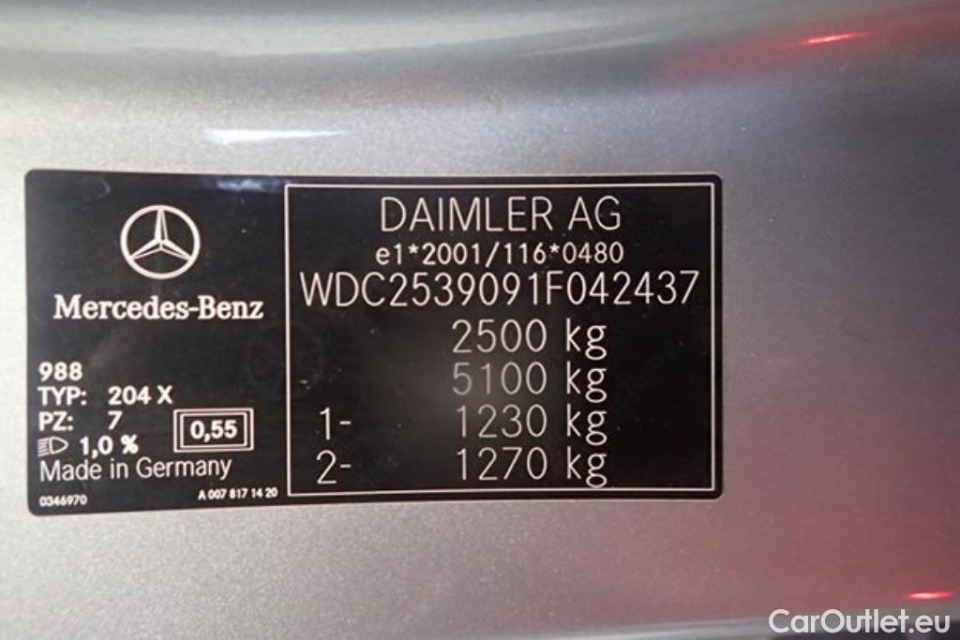 Mercedes-Benz
988
TYP: 204 X
PZ: 7
1,0 %
0,55
Made in Germany
0346970
A 007 817 14 20
DAIMLER AG
e1*2001/116*0480
WDC2539091F042437
2500 kg
5100 kg
1- 1230 kg
2- 1270 kg
CarOutlet.eu